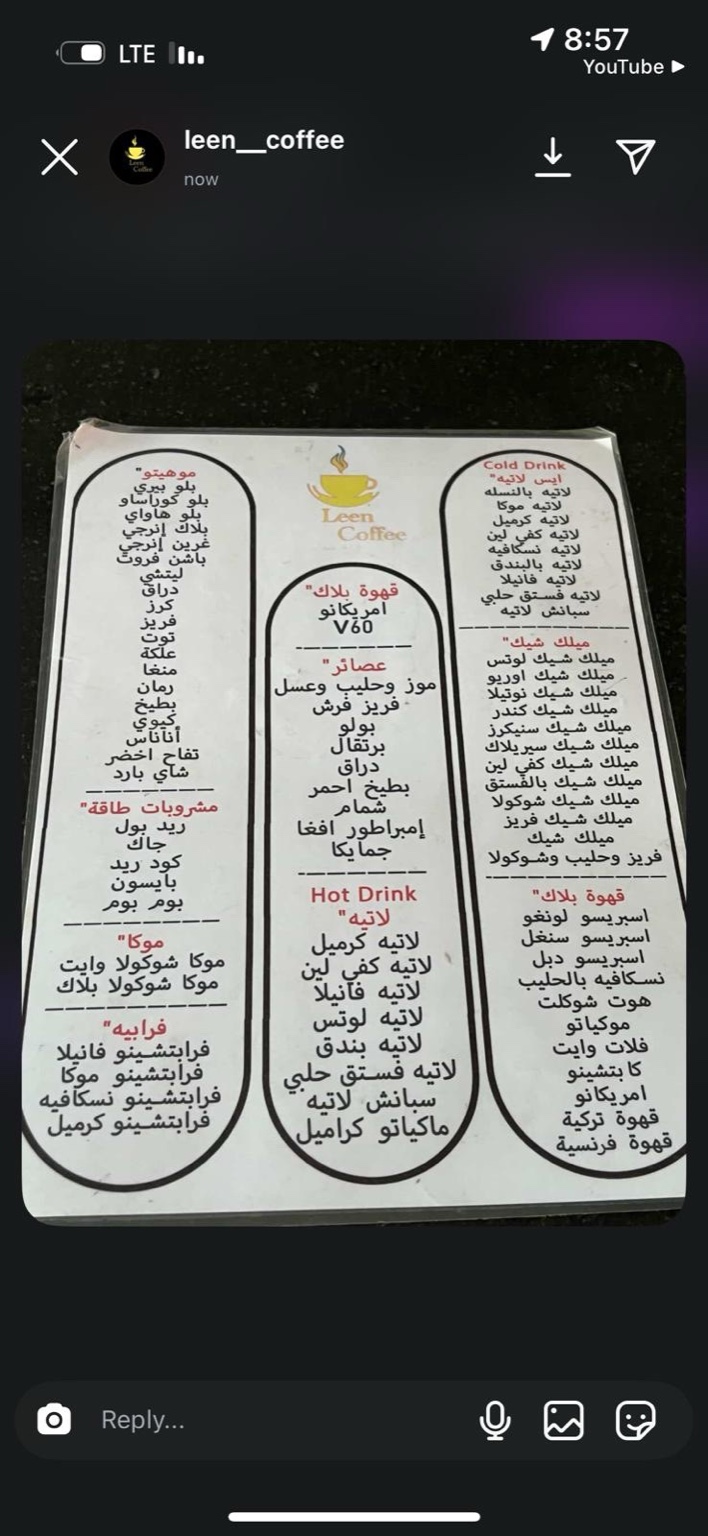 LTE
8:57
YouTube
leen__coffee
now
Leen
Coffee
Cold Drink
ايس لاتيه"
لاتيه بالنسله
لاتيه موكا
لاتيه كرميل
لاتيه كفي لين
لاتيه نسكافيه
لاتيه بالبندق
لاتيه فانيلا
لاتيه فستق حلبي
سبانش لاتيه
ميلك شيك"
ميلك شيك لوتس
ميلك شيك اوريو
ميلك شيك نوتيلا
ميلك شيك كندر
ميلك شيك سنيكرز
ميلك شيك سيريلاك
ميلك شيك كفي لين
ميلك شيك بالفستق
ميلك شيك شوكولا
ميلك شيك فريز
ميلك شيك
فريز وحليب وشوكولا
قهوة بلاك"
اسبريسو لونغو
اسبريسو سنغل
اسبريسو دبل
نسكافيه بالحليب
هوت شوكلت
موكياتو
فلات وايت
كابتشينو
امريكانو
قهوة تركية
قهوة فرنسية
Leen
Coffee
قهوة بلاك"
امريكانو
V60
عصائر"
موز وحليب وعسل
فريز فرش
بولو
برتقال
دراق
بطيخ احمر
شمام
إمبراطور افغا
جمايكا
Hot Drink
لاتيه"
لاتيه كرميل
لاتيه كفي لين
لاتيه فانيلا
لاتيه لوتس
لاتيه بندق
لاتيه فستق حلبي
سبانش لاتيه
ماكياتو كراميل
موهيتو"
بلو بيري
بلو كوراساو
بلو هاواي
بلاك إنرجي
غرين إنرجي
باشن فروت
ليتشي
دراق
كرز
فريز
توت
علكة
منغا
رمان
بطيخ
كيوي
أناناس
تفاح اخضر
شاي بارد
مشروبات طاقة"
ريد بول
جاك
كود ريد
بايسون
بوم بوم
موكا"
موكا شوكولا وايت
موكا شوكولا بلاك
فرابيه"
فرابتشينو فانيلا
فرابتشينو موكا
فرابتشينو نسكافيه
فرابتشينو كرميل
Reply...